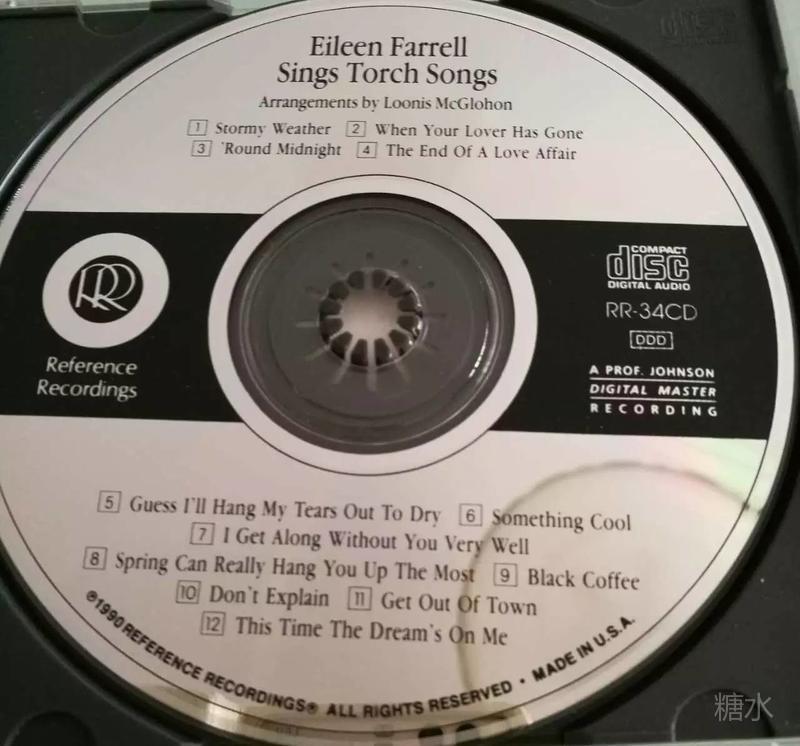 Eileen Farrell
Sings Torch Songs
Arrangements by Loonis McGlohon
1 Stormy Weather 2 When Your Lover Has Gone
3 'Round Midnight 4 The End Of A Love Affair
RR
Reference
Recordings
COMPACT
disc
DIGITAL AUDIO
RR-34CD
DDD
A PROF. JOHNSON
DIGITAL MASTER
RECORDING
5 Guess I'll Hang My Tears Out To Dry 6 Something Cool
7 I Get Along Without You Very Well
8 Spring Can Really Hang You Up The Most 9 Black Coffee
10 Don't Explain 11 Get Out Of Town
12 This Time The Dream's On Me
℗1990 REFERENCE RECORDINGS® ALL RIGHTS RESERVED • MADE IN U.S.A.
糖水